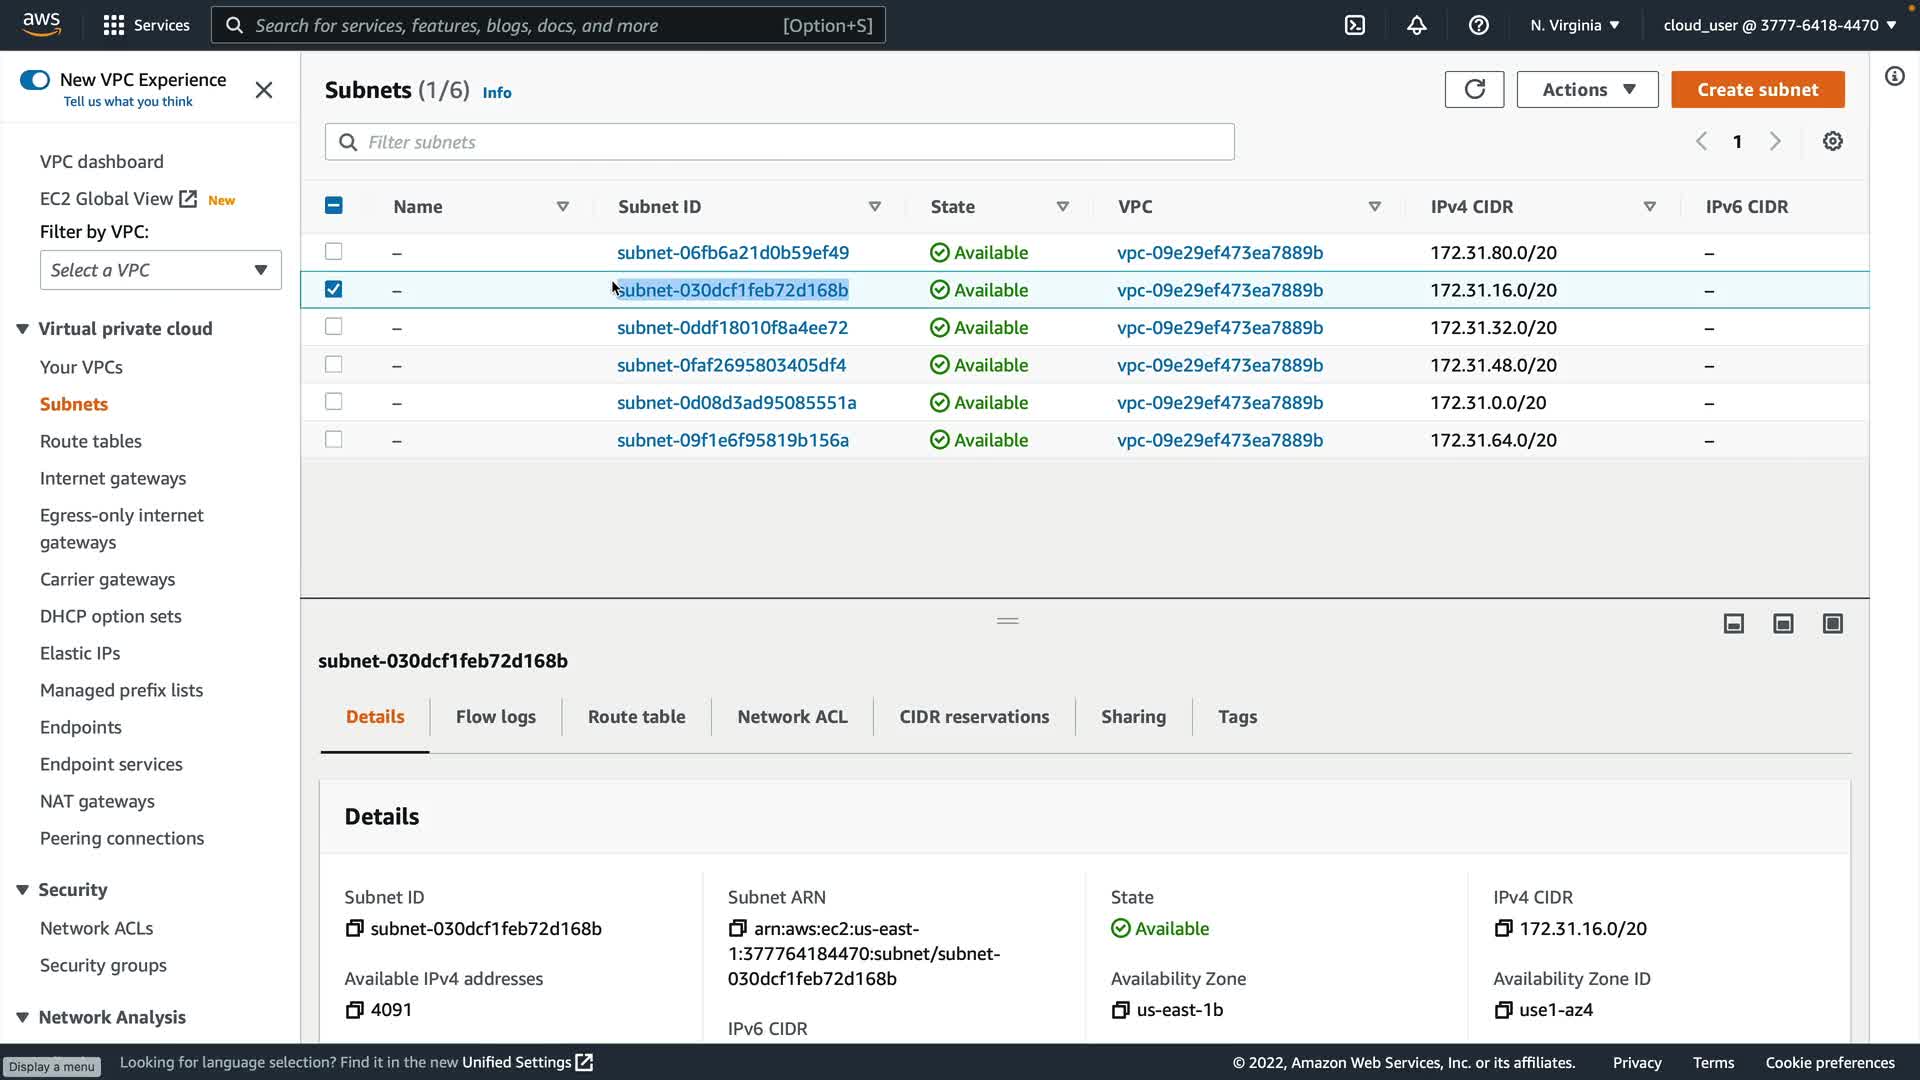 aws
Services
Search for services, features, blogs, docs, and more
[Option+S]
N. Virginia
cloud_user @ 3777-6418-4470
New VPC Experience
Tell us what you think
VPC dashboard
EC2 Global View New
Filter by VPC:
Select a VPC
Virtual private cloud
Your VPCs
Subnets
Route tables
Internet gateways
Egress-only internet
gateways
Carrier gateways
DHCP option sets
Elastic IPs
Managed prefix lists
Endpoints
Endpoint services
NAT gateways
Peering connections
Security
Network ACLs
Security groups
Network Analysis
Subnets (1/6) Info
Actions
Create subnet
Filter subnets
1
Name Subnet ID State VPC IPv4 CIDR IPv6 CIDR
– subnet-06fb6a21d0b59ef49 Available vpc-09e29ef473ea7889b 172.31.80.0/20 –
– subnet-030dcf1feb72d168b Available vpc-09e29ef473ea7889b 172.31.16.0/20 –
– subnet-0ddf18010f8a4ee72 Available vpc-09e29ef473ea7889b 172.31.32.0/20 –
– subnet-0faf2695803405df4 Available vpc-09e29ef473ea7889b 172.31.48.0/20 –
– subnet-0d08d3ad95085551a Available vpc-09e29ef473ea7889b 172.31.0.0/20 –
– subnet-09f1e6f95819b156a Available vpc-09e29ef473ea7889b 172.31.64.0/20 –
subnet-030dcf1feb72d168b
Details Flow logs Route table Network ACL CIDR reservations Sharing Tags
Details
Subnet ID
subnet-030dcf1feb72d168b
Available IPv4 addresses
4091
Subnet ARN
arn:aws:ec2:us-east-
1:377764184470:subnet/subnet-
030dcf1feb72d168b
IPv6 CIDR
State
Available
Availability Zone
us-east-1b
IPv4 CIDR
172.31.16.0/20
Availability Zone ID
use1-az4
Display a menu
Looking for language selection? Find it in the new Unified Settings
© 2022, Amazon Web Services, Inc. or its affiliates. Privacy Terms Cookie preferences